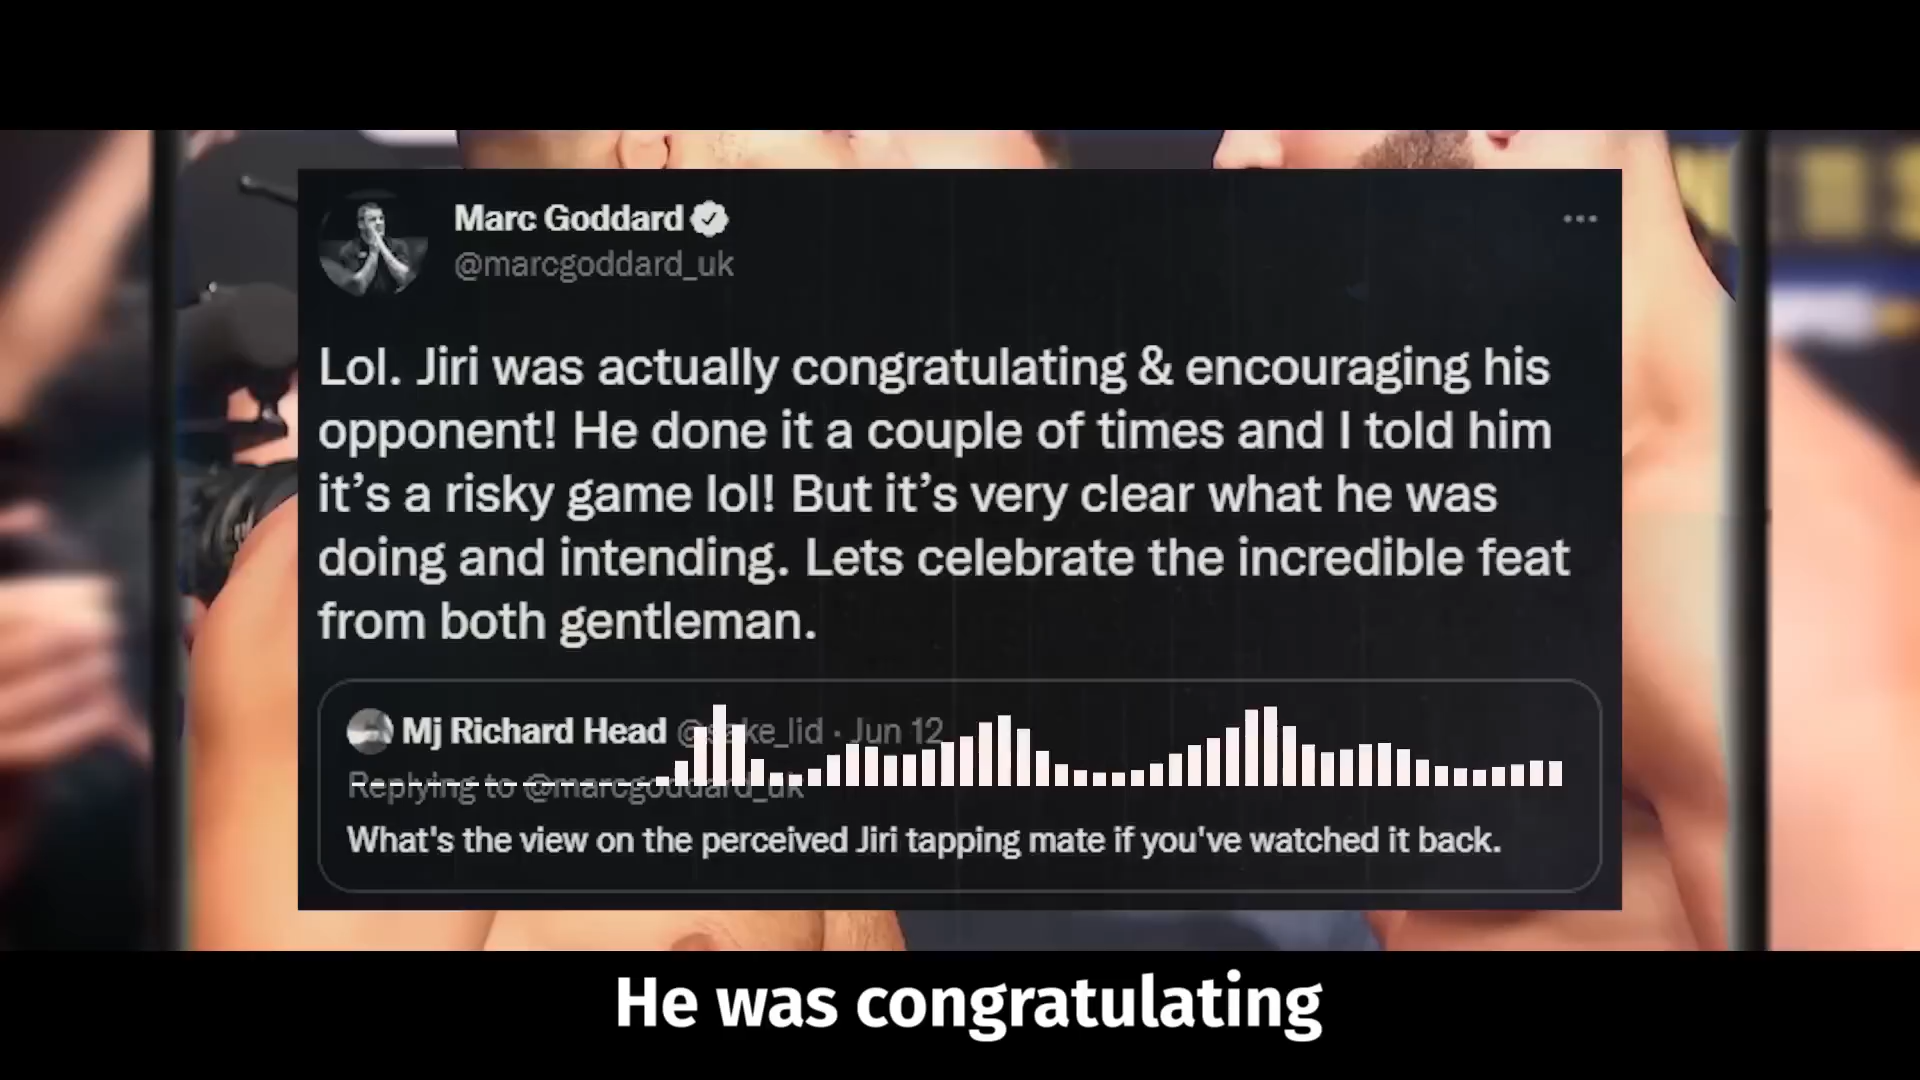 Marc Goddard
@marcgoddard_uk
Lol. Jiri was actually congratulating & encouraging his
opponent! He done it a couple of times and I told him
it's a risky game lol! But it's very clear what he was
doing and intending. Lets celebrate the incredible feat
from both gentleman.
Mj Richard Head · Jun 12
Replying to @marcgoddard_uk
What's the view on the perceived Jiri tapping mate if you've watched it back.
He was congratulating